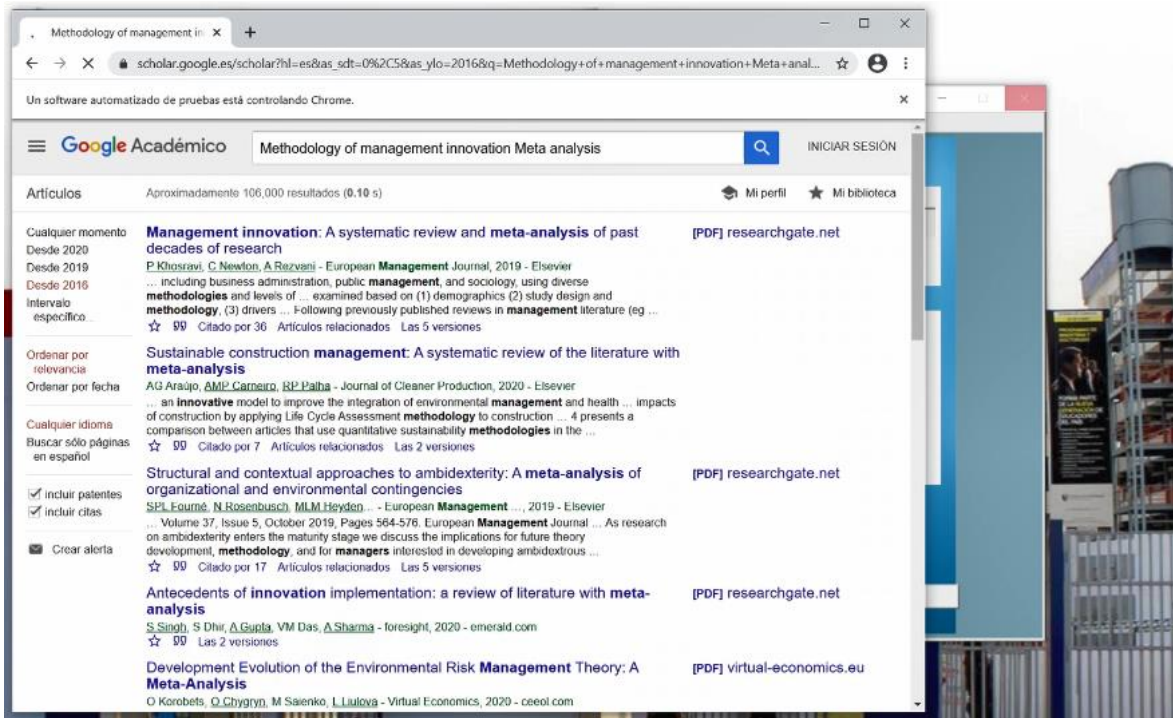 Methodology of management in
scholar.google.es/scholar?hl=es&as_sdt=0%2C5&as_ylo=2016&q=Methodology+of+management+innovation+Meta+anal...
Un software automatizado de pruebas está controlando Chrome.
Google Académico
Methodology of management innovation Meta analysis
INICIAR SESIÓN
Artículos
Aproximadamente 106,000 resultados (0.10 s)
Mi perfil
Mi biblioteca
Cualquier momento
Desde 2020
Desde 2019
Desde 2016
Intervalo
específico...
Ordenar por
relevancia
Ordenar por fecha
Cualquier idioma
Buscar sólo páginas
en español
incluir patentes
incluir citas
Crear alerta
Management innovation: A systematic review and meta-analysis of past
decades of research
[PDF] researchgate.net
P Khosravi, C Newton, A Rezvani - European Management Journal, 2019 - Elsevier
... including business administration, public management, and sociology, using diverse
methodologies and levels of ... examined based on (1) demographics (2) study design and
methodology, (3) drivers ... Following previously published reviews in management literature (eg ...
Citado por 36 Artículos relacionados Las 5 versiones
Sustainable construction management: A systematic review of the literature with
meta-analysis
AG Araújo, AMP Carneiro, RP Palha - Journal of Cleaner Production, 2020 - Elsevier
... an innovative model to improve the integration of environmental management and health ... impacts
of construction by applying Life Cycle Assessment methodology to construction ... 4 presents a
comparison between articles that use quantitative sustainability methodologies in the ...
Citado por 7 Artículos relacionados Las 2 versiones
Structural and contextual approaches to ambidexterity: A meta-analysis of
organizational and environmental contingencies
[PDF] researchgate.net
SPL Fourné, N Rosenbusch, MLM Heyden... - European Management ..., 2019 - Elsevier
... Volume 37, Issue 5, October 2019, Pages 564-576. European Management Journal ... As research
on ambidexterity enters the maturity stage we discuss the implications for future theory
development, methodology, and for managers interested in developing ambidextrous ...
Citado por 17 Artículos relacionados Las 5 versiones
Antecedents of innovation implementation: a review of literature with meta-
analysis
[PDF] researchgate.net
S Singh, S Dhir, A Gupta, VM Das, A Sharma - foresight, 2020 - emerald.com
Las 2 versiones
Development Evolution of the Environmental Risk Management Theory: A
Meta-Analysis
[PDF] virtual-economics.eu
O Korobets, O Chygryn, M Saienko, L Liulova - Virtual Economics, 2020 - ceeol.com